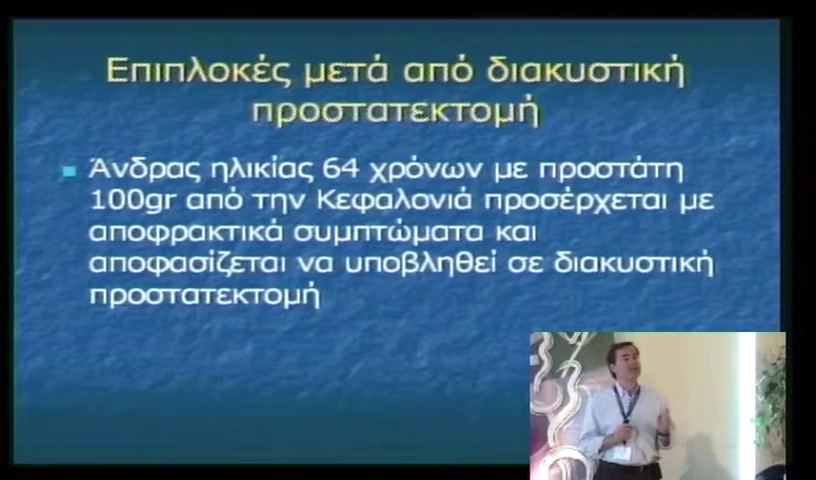 Επιπλοκές μετά από διακυστική
προστατεκτομή
Άνδρας ηλικίας 64 χρόνων με προστάτη
100gr από την Κεφαλονιά προσέρχεται με
αποφρακτικά συμπτώματα και
αποφασίζεται να υποβληθεί σε διακυστική
προστατεκτομή